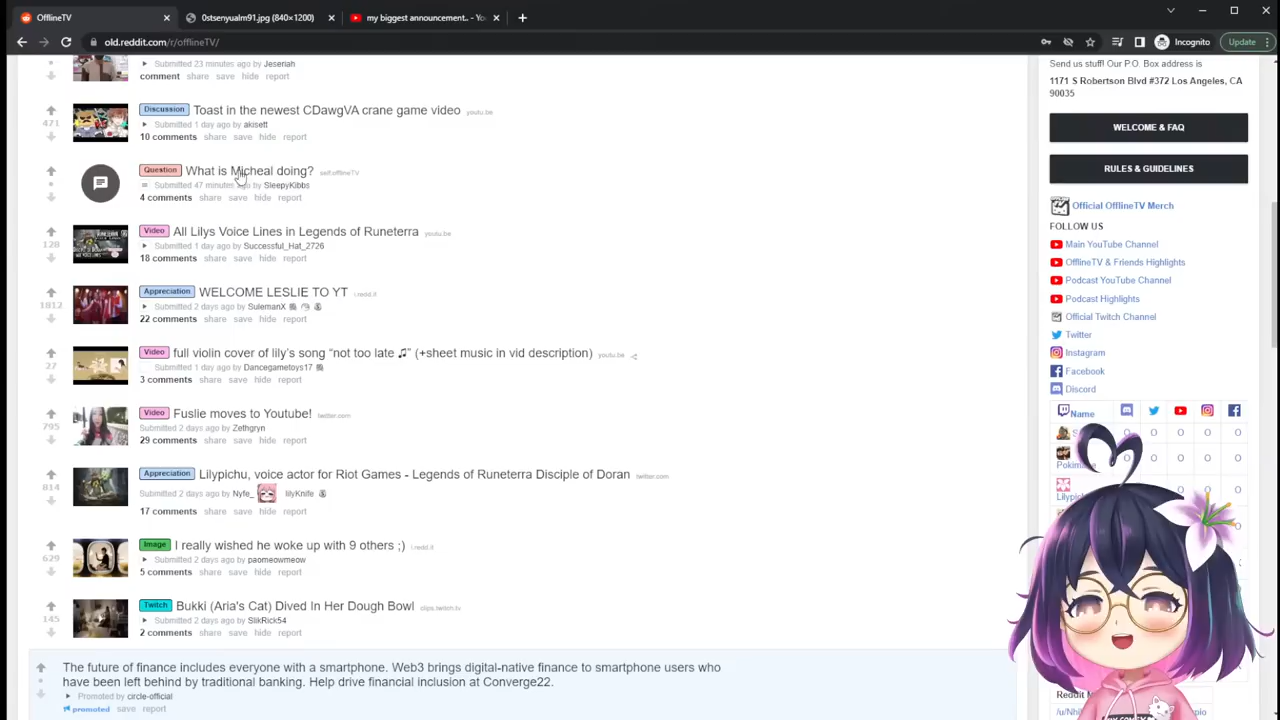 OfflineTV
0stsenyualm91.jpg (840×1200)
my biggest announcement.. - Yo
old.reddit.com/r/offlineTV/
Incognito
Update
Submitted 23 minutes ago by Jeseriah
comment share save hide report
471
Discussion Toast in the newest CDawgVA crane game video youtu.be
Submitted 1 day ago by akisett
10 comments share save hide report
Question What is Micheal doing? self.offlineTV
Submitted 47 minutes ago by SleepyKibbs
4 comments share save hide report
128
Video All Lilys Voice Lines in Legends of Runeterra youtu.be
Submitted 1 day ago by Successful_Hat_2726
18 comments share save hide report
1812
Appreciation WELCOME LESLIE TO YT i.redd.it
Submitted 2 days ago by SulemanX
22 comments share save hide report
27
Video full violin cover of lily's song “not too late ♫” (+sheet music in vid description) youtu.be
Submitted 1 day ago by Dancegametoys17
3 comments share save hide report
795
Video Fuslie moves to Youtube! twitter.com
Submitted 2 days ago by Zethgryn
29 comments share save hide report
814
Appreciation Lilypichu, voice actor for Riot Games - Legends of Runeterra Disciple of Doran twitter.com
Submitted 2 days ago by Nyfe_ lilyKnife
17 comments share save hide report
629
Image I really wished he woke up with 9 others ;) i.redd.it
Submitted 2 days ago by paomeowmeow
5 comments share save hide report
145
Twitch Bukki (Aria's Cat) Dived In Her Dough Bowl clips.twitch.tv
Submitted 2 days ago by SlikRick54
2 comments share save hide report
The future of finance includes everyone with a smartphone. Web3 brings digital-native finance to smartphone users who
have been left behind by traditional banking. Help drive financial inclusion at Converge22.
Promoted by circle-official
promoted save report
Send us stuff! Our P.O. Box address is
1171 S Robertson Blvd #372 Los Angeles, CA
90035
WELCOME & FAQ
RULES & GUIDELINES
Official OfflineTV Merch
FOLLOW US
Main YouTube Channel
OfflineTV & Friends Highlights
Podcast YouTube Channel
Podcast Highlights
Official Twitch Channel
Twitter
Instagram
Facebook
Discord
Name
Pokimane
Reddit